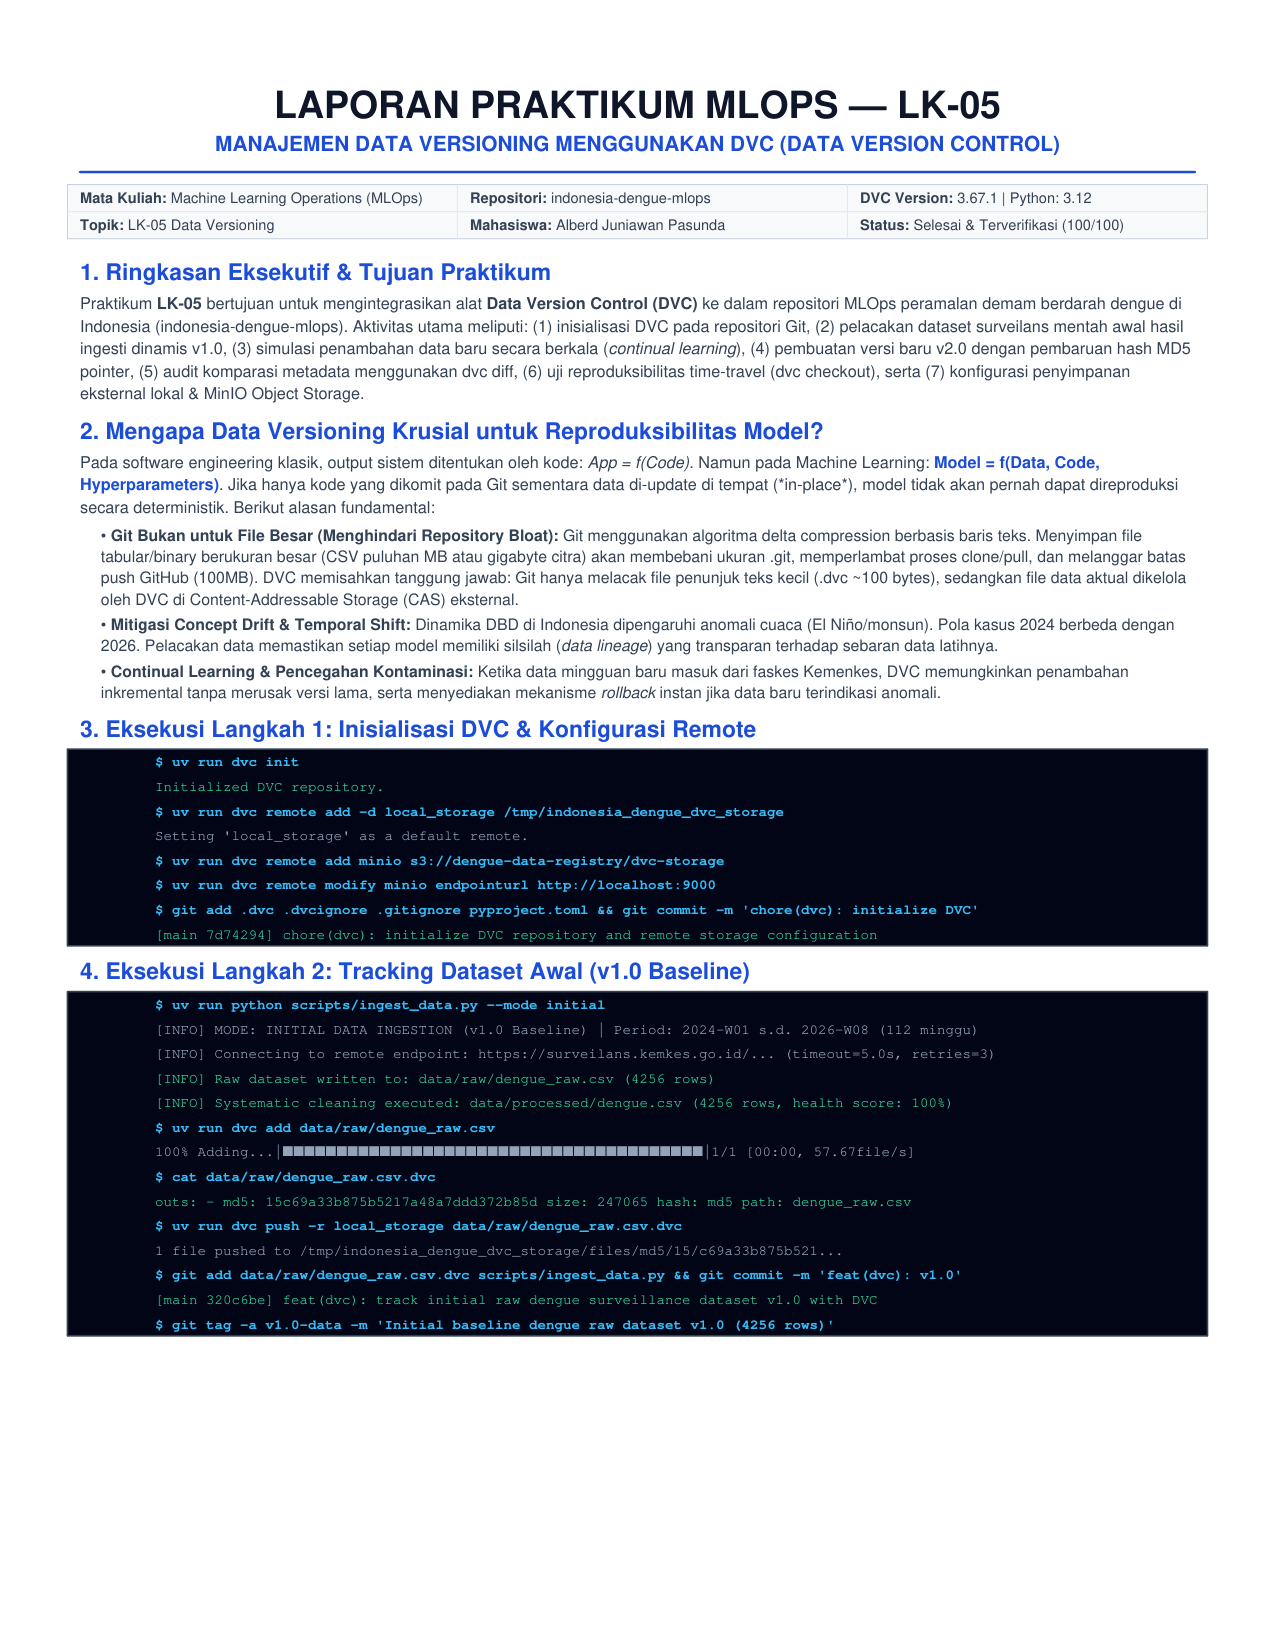 LAPORAN PRAKTIKUM MLOPS — LK-05
MANAJEMEN DATA VERSIONING MENGGUNAKAN DVC (DATA VERSION CONTROL)
Mata Kuliah: Machine Learning Operations (MLOps) Repositori: indonesia-dengue-mlops DVC Version: 3.67.1 | Python: 3.12
Topik: LK-05 Data Versioning Mahasiswa: Alberd Juniawan Pasunda Status: Selesai & Terverifikasi (100/100)
1. Ringkasan Eksekutif & Tujuan Praktikum
Praktikum LK-05 bertujuan untuk mengintegrasikan alat Data Version Control (DVC) ke dalam repositori MLOps peramalan demam berdarah dengue di
Indonesia (indonesia-dengue-mlops). Aktivitas utama meliputi: (1) inisialisasi DVC pada repositori Git, (2) pelacakan dataset surveilans mentah awal hasil
ingesti dinamis v1.0, (3) simulasi penambahan data baru secara berkala (continual learning), (4) pembuatan versi baru v2.0 dengan pembaruan hash MD5
pointer, (5) audit komparasi metadata menggunakan dvc diff, (6) uji reproduksibilitas time-travel (dvc checkout), serta (7) konfigurasi penyimpanan
eksternal lokal & MinIO Object Storage.
2. Mengapa Data Versioning Krusial untuk Reproduksibilitas Model?
Pada software engineering klasik, output sistem ditentukan oleh kode: App = f(Code). Namun pada Machine Learning: Model = f(Data, Code,
Hyperparameters). Jika hanya kode yang dikomit pada Git sementara data di-update di tempat (*in-place*), model tidak akan pernah dapat direproduksi
secara deterministik. Berikut alasan fundamental:
• Git Bukan untuk File Besar (Menghindari Repository Bloat): Git menggunakan algoritma delta compression berbasis baris teks. Menyimpan file
tabular/binary berukuran besar (CSV puluhan MB atau gigabyte citra) akan membebani ukuran .git, memperlambat proses clone/pull, dan melanggar batas
push GitHub (100MB). DVC memisahkan tanggung jawab: Git hanya melacak file penunjuk teks kecil (.dvc ~100 bytes), sedangkan file data aktual dikelola
oleh DVC di Content-Addressable Storage (CAS) eksternal.
• Mitigasi Concept Drift & Temporal Shift: Dinamika DBD di Indonesia dipengaruhi anomali cuaca (El Niño/monsun). Pola kasus 2024 berbeda dengan
2026. Pelacakan data memastikan setiap model memiliki silsilah (data lineage) yang transparan terhadap sebaran data latihnya.
• Continual Learning & Pencegahan Kontaminasi: Ketika data mingguan baru masuk dari faskes Kemenkes, DVC memungkinkan penambahan
inkremental tanpa merusak versi lama, serta menyediakan mekanisme rollback instan jika data baru terindikasi anomali.
3. Eksekusi Langkah 1: Inisialisasi DVC & Konfigurasi Remote
$ uv run dvc init
Initialized DVC repository.
$ uv run dvc remote add -d local_storage /tmp/indonesia_dengue_dvc_storage
Setting 'local_storage' as a default remote.
$ uv run dvc remote add minio s3://dengue-data-registry/dvc-storage
$ uv run dvc remote modify minio endpointurl http://localhost:9000
$ git add .dvc .dvcignore .gitignore pyproject.toml && git commit -m 'chore(dvc): initialize DVC'
[main 7d74294] chore(dvc): initialize DVC repository and remote storage configuration
4. Eksekusi Langkah 2: Tracking Dataset Awal (v1.0 Baseline)
$ uv run python scripts/ingest_data.py --mode initial
[INFO] MODE: INITIAL DATA INGESTION (v1.0 Baseline) │ Period: 2024-W01 s.d. 2026-W08 (112 minggu)
[INFO] Connecting to remote endpoint: https://surveilans.kemkes.go.id/... (timeout=5.0s, retries=3)
[INFO] Raw dataset written to: data/raw/dengue_raw.csv (4256 rows)
[INFO] Systematic cleaning executed: data/processed/dengue.csv (4256 rows, health score: 100%)
$ uv run dvc add data/raw/dengue_raw.csv
100% Adding...│■■■■■■■■■■■■■■■■■■■■■■■■■■■■■■■■■■■■■■■│1/1 [00:00, 57.67file/s]
$ cat data/raw/dengue_raw.csv.dvc
outs: - md5: 15c69a33b875b5217a48a7ddd372b85d size: 247065 hash: md5 path: dengue_raw.csv
$ uv run dvc push -r local_storage data/raw/dengue_raw.csv.dvc
1 file pushed to /tmp/indonesia_dengue_dvc_storage/files/md5/15/c69a33b875b521...
$ git add data/raw/dengue_raw.csv.dvc scripts/ingest_data.py && git commit -m 'feat(dvc): v1.0'
[main 320c6be] feat(dvc): track initial raw dengue surveillance dataset v1.0 with DVC
$ git tag -a v1.0-data -m 'Initial baseline dengue raw dataset v1.0 (4256 rows)'